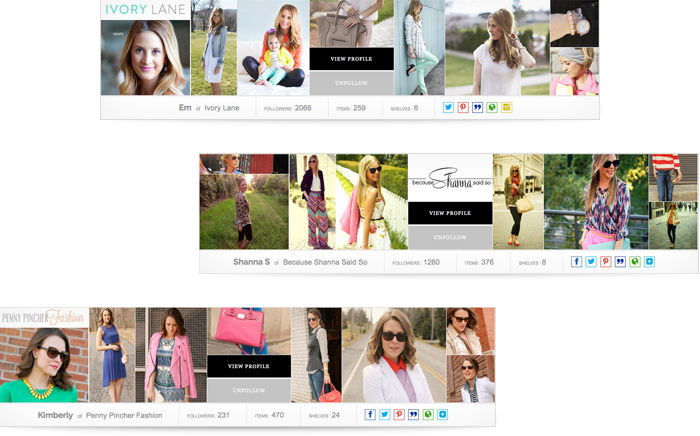 IVORY LANE
VIEW PROFILE
UNFOLLOW
Em of Ivory Lane
FOLLOWERS: 2066
ITEMS: 259
SHELVES: 6
because Shanna said so
VIEW PROFILE
UNFOLLOW
Shanna S of Because Shanna Said So
FOLLOWERS: 1260
ITEMS: 376
SHELVES: 8
PENNY PINCHER Fashion
VIEW PROFILE
UNFOLLOW
Kimberly of Penny Pincher Fashion
FOLLOWERS: 231
ITEMS: 470
SHELVES: 24